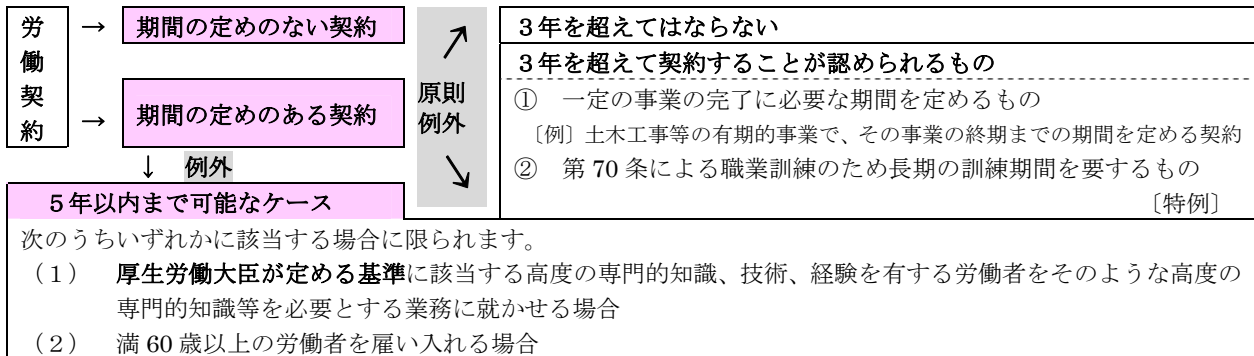 労働契約
→ 期間の定めのない契約
→ 期間の定めのある契約
原則
例外
↓ 例外
3年を超えてはならない
3年を超えて契約することが認められるもの
① 一定の事業の完了に必要な期間を定めるもの
〔例〕土木工事等の有期的事業で、その事業の終期までの期間を定める契約
② 第70条による職業訓練のため長期の訓練期間を要するもの
〔特例〕
5年以内まで可能なケース
次のうちいずれかに該当する場合に限られます。
(1) 厚生労働大臣が定める基準に該当する高度の専門的知識、技術、経験を有する労働者をそのような高度の
専門的知識等を必要とする業務に就かせる場合
(2) 満60歳以上の労働者を雇い入れる場合